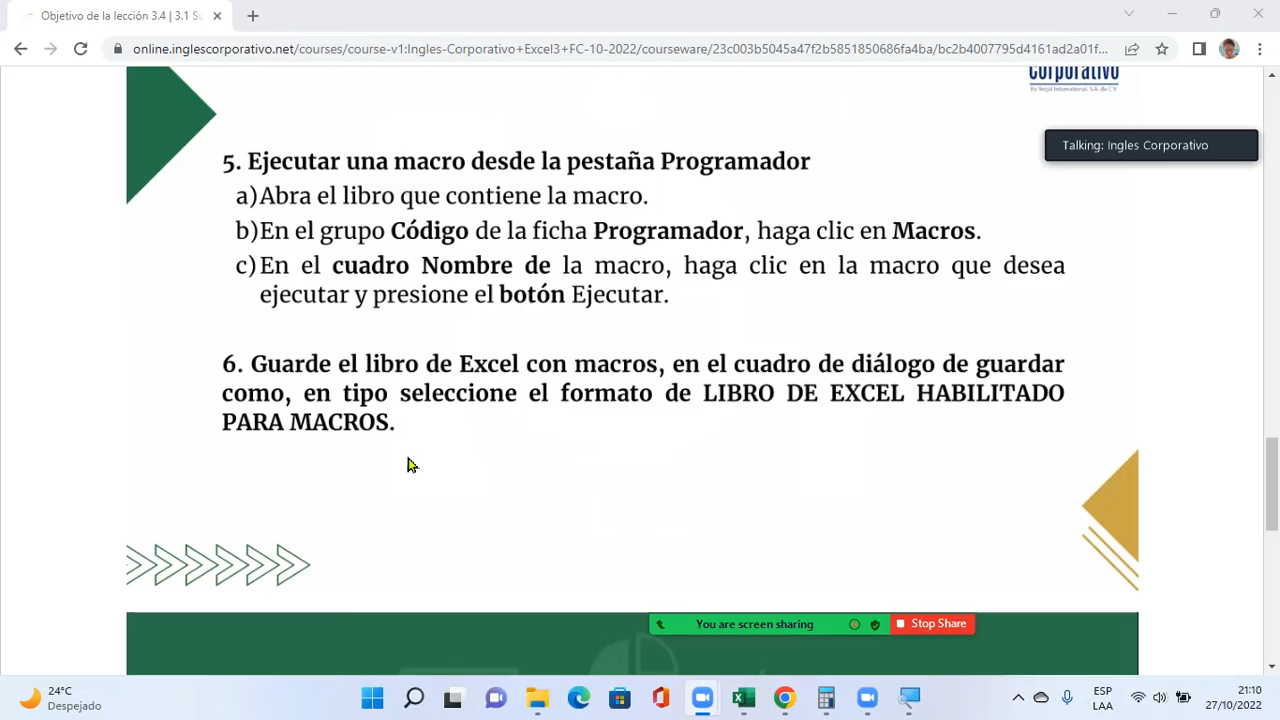 Objetivo de la lección 3.4 | 3.1 Su
online.inglescorporativo.net/courses/course-v1:Ingles-Corporativo+Excel3+FC-10-2022/courseware/23c003b5045a47f2b5851850686fa4ba/bc2b4007795d4161ad2a01f...
Corporativo
By Regal International, S.A. de C.V.
Talking: Ingles Corporativo
5. Ejecutar una macro desde la pestaña Programador
a)Abra el libro que contiene la macro.
b)En el grupo Código de la ficha Programador, haga clic en Macros.
c)En el cuadro Nombre de la macro, haga clic en la macro que desea
ejecutar y presione el botón Ejecutar.
6. Guarde el libro de Excel con macros, en el cuadro de diálogo de guardar
como, en tipo seleccione el formato de LIBRO DE EXCEL HABILITADO
PARA MACROS.
You are screen sharing
Stop Share
24°C
Despejado
ESP
LAA
21:10
27/10/2022